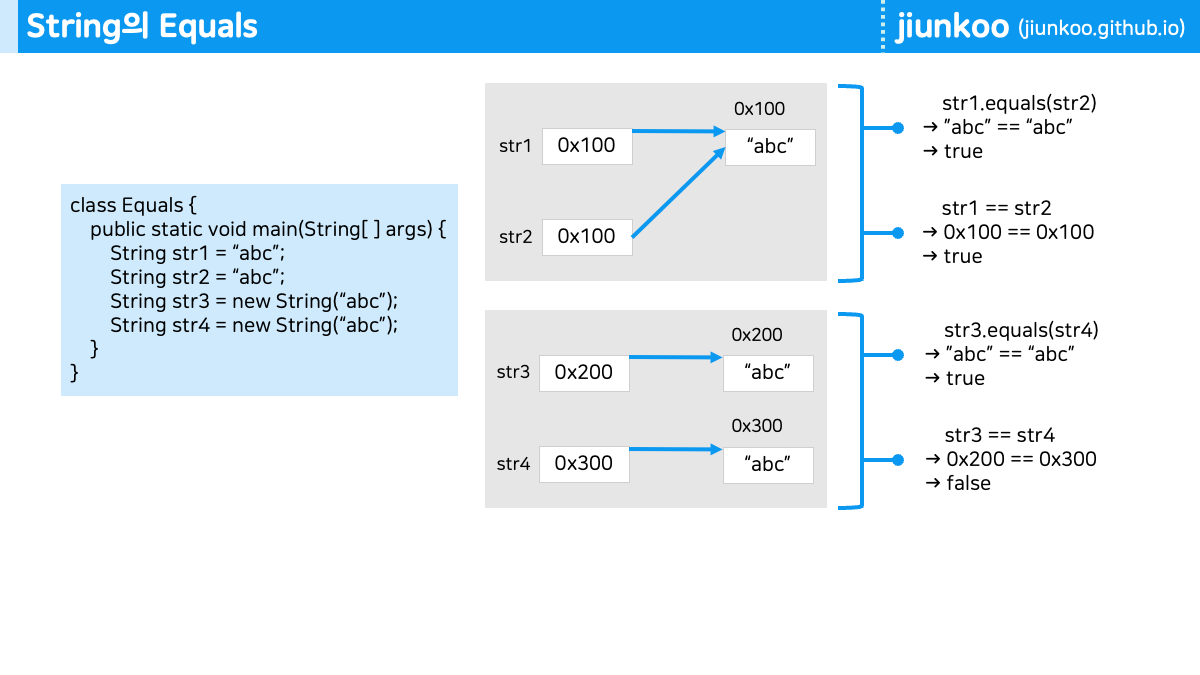 String의 Equals
jiunkoo (jiunkoo.github.io)
class Equals {
public static void main(String[ ] args) {
String str1 = “abc”;
String str2 = “abc”;
String str3 = new String(“abc”);
String str4 = new String(“abc”);
}
}
0x100
str1 0x100 “abc”
str2 0x100
str1.equals(str2)
→ ”abc” == “abc”
→ true
str1 == str2
→ 0x100 == 0x100
→ true
0x200
str3 0x200 “abc”
0x300
str4 0x300 “abc”
str3.equals(str4)
→ ”abc” == “abc”
→ true
str3 == str4
→ 0x200 == 0x300
→ false